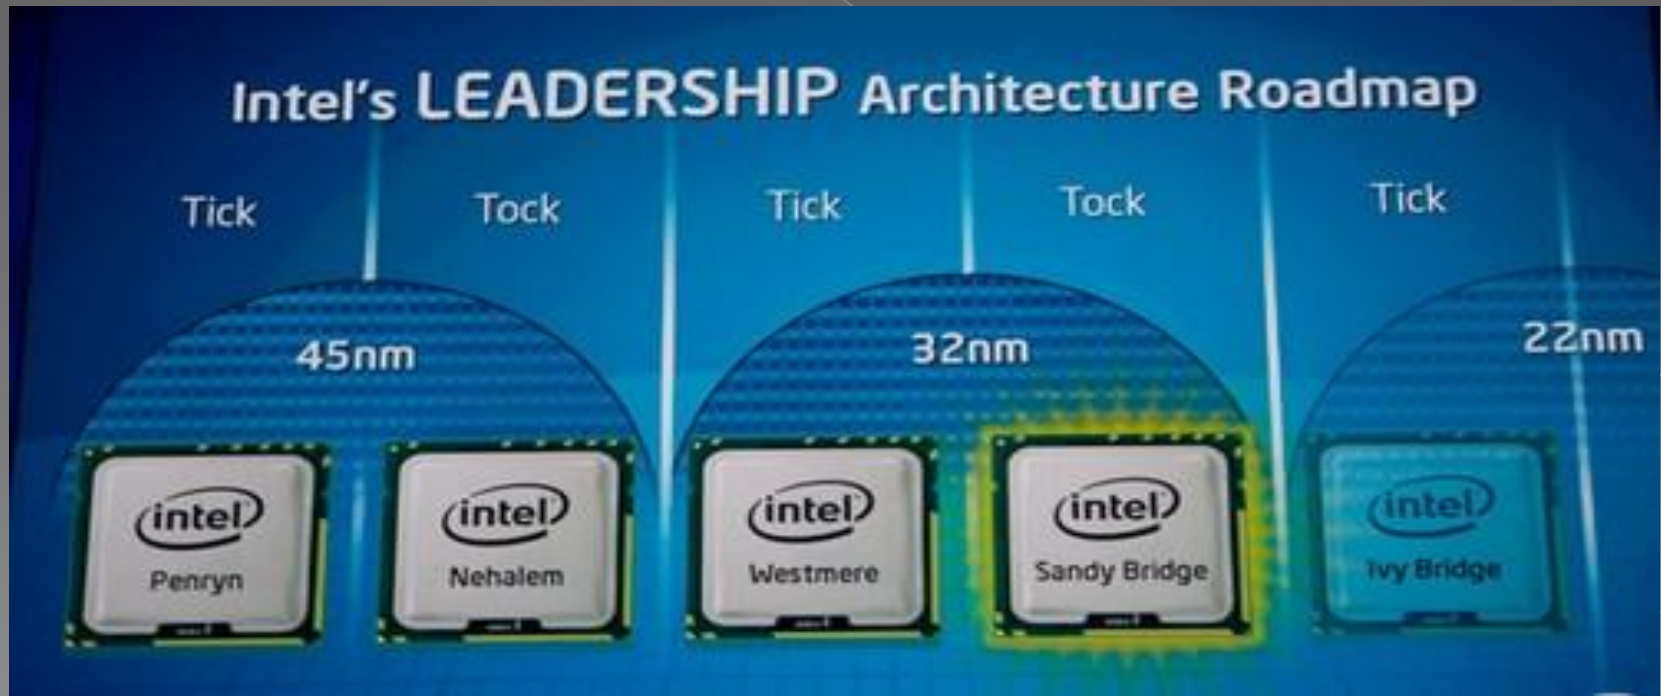 Intel's LEADERSHIP Architecture Roadmap
Tick Tock Tick Tock Tick
45nm 32nm 22nm
intel intel intel intel intel
Penryn Nehalem Westmere Sandy Bridge Ivy Bridge